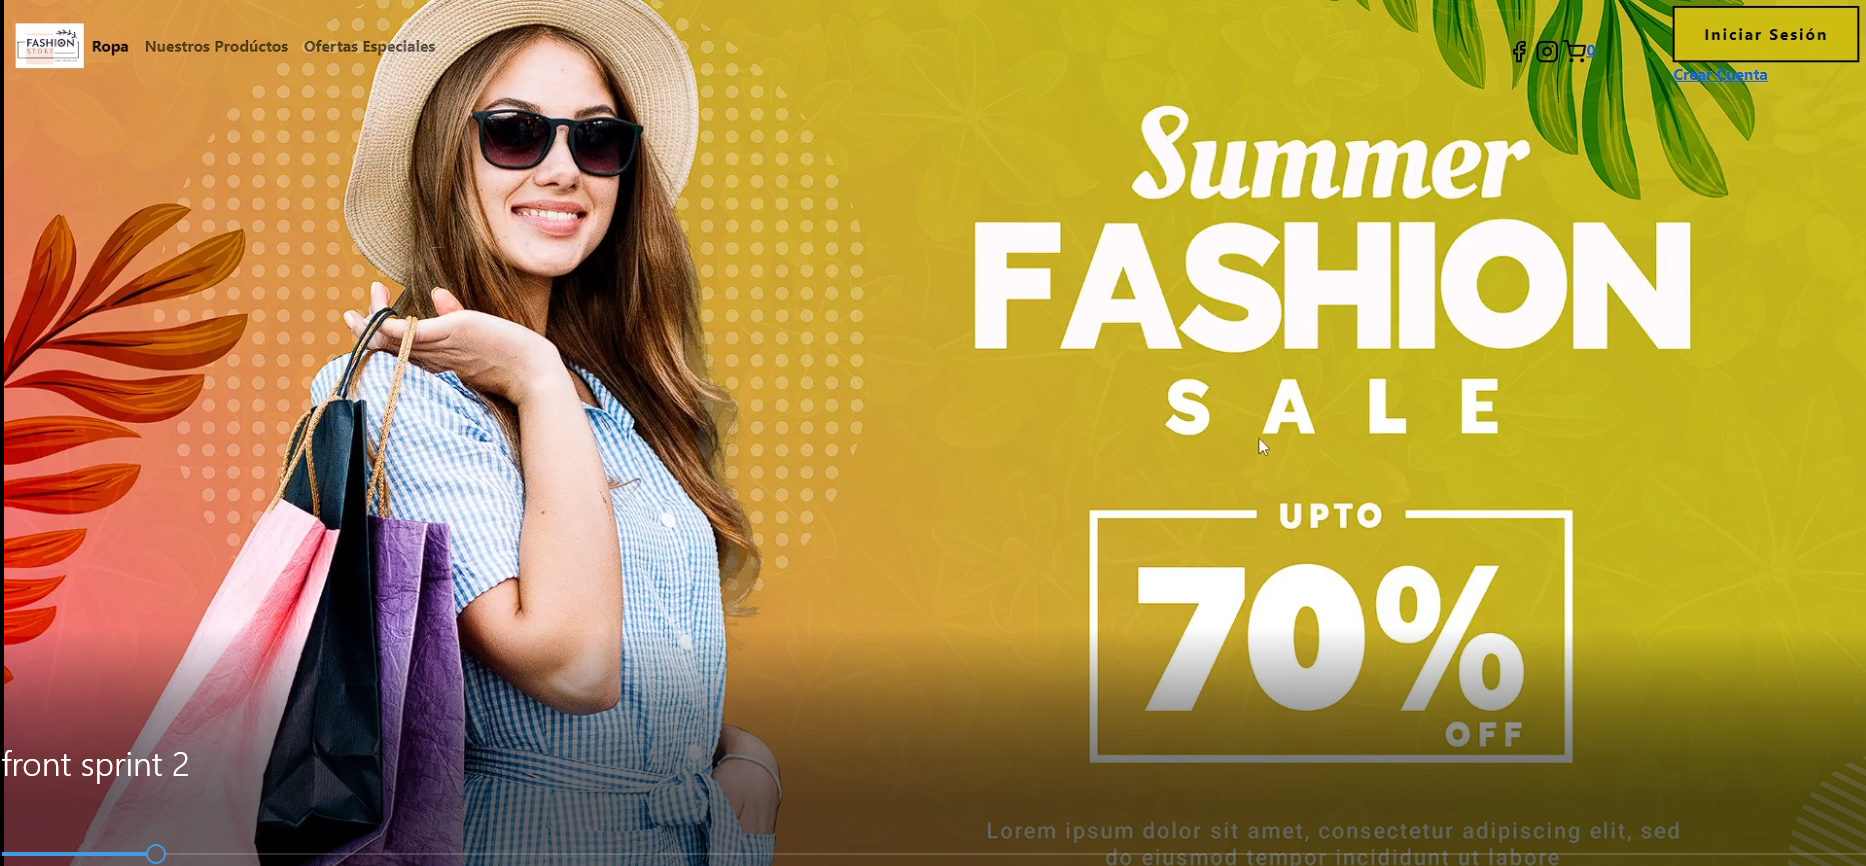 FASHION
STORE
Ropa
Nuestros Prodúctos
Ofertas Especiales
0
Iniciar Sesión
Crear Cuenta
Summer
FASHION
SALE
UPTO
70%
OFF
front sprint 2
Lorem ipsum dolor sit amet, consectetur adipiscing elit, sed
do eiusmod tempor incididunt ut labore